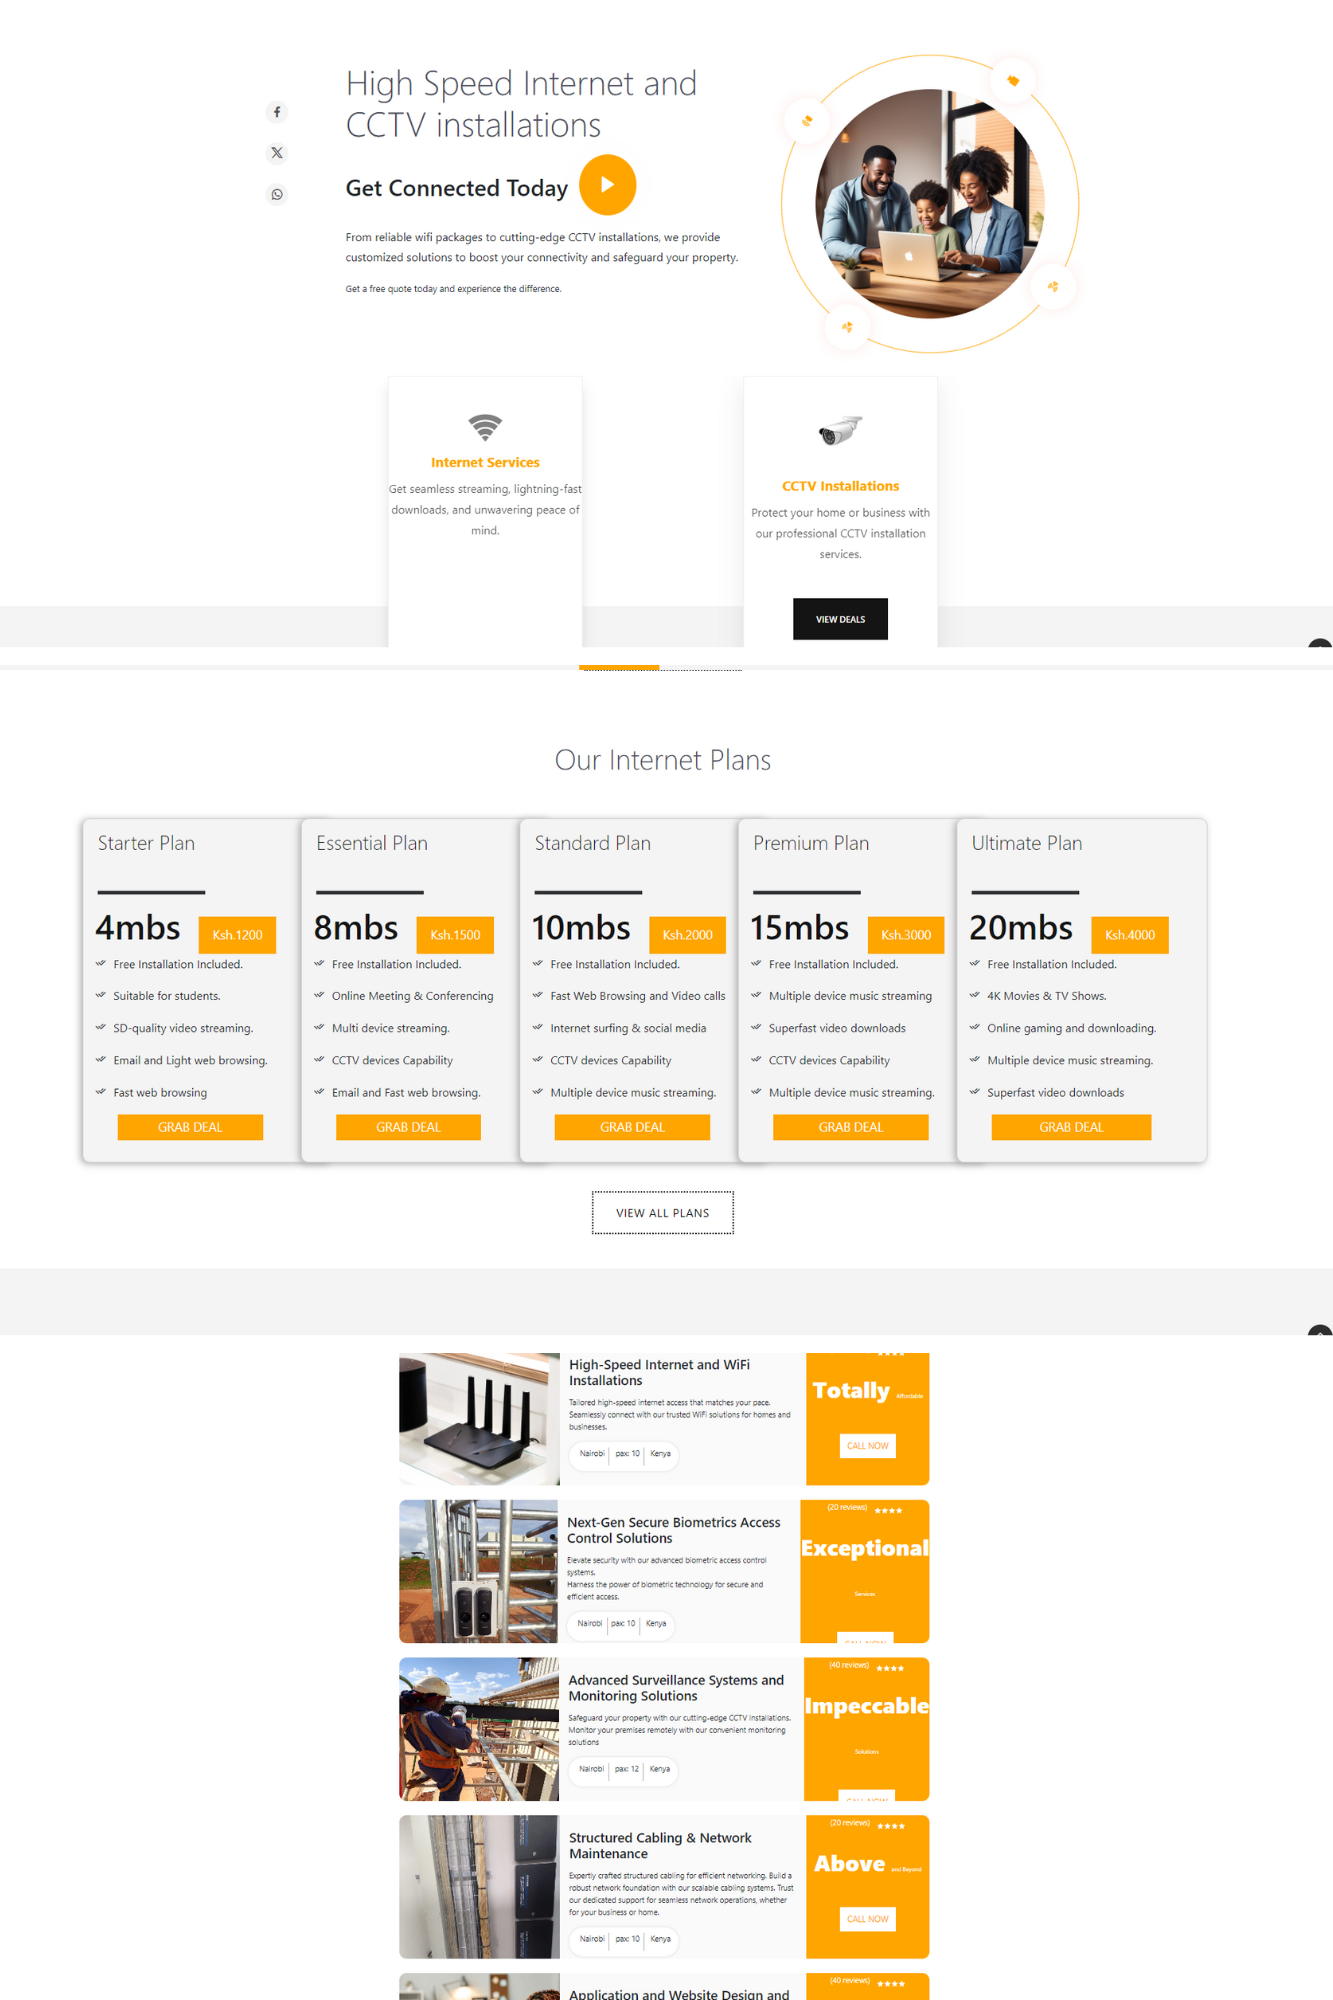 High Speed Internet and
CCTV installations
Get Connected Today
From reliable wifi packages to cutting-edge CCTV installations, we provide
customized solutions to boost your connectivity and safeguard your property.
Get a free quote today and experience the difference.
Internet Services
Get seamless streaming, lightning-fast
downloads, and unwavering peace of
mind.
CCTV Installations
Protect your home or business with
our professional CCTV installation
services.
VIEW DEALS
Our Internet Plans
Starter Plan
4mbs
Ksh.1200
Free Installation Included.
Suitable for students.
SD-quality video streaming.
Email and Light web browsing.
Fast web browsing
GRAB DEAL
Essential Plan
8mbs
Ksh.1500
Free Installation Included.
Online Meeting & Conferencing
Multi device streaming.
CCTV devices Capability
Email and Fast web browsing.
GRAB DEAL
Standard Plan
10mbs
Ksh.2000
Free Installation Included.
Fast Web Browsing and Video calls
Internet surfing & social media
CCTV devices Capability
Multiple device music streaming.
GRAB DEAL
Premium Plan
15mbs
Ksh.3000
Free Installation Included.
Multiple device music streaming
Superfast video downloads
CCTV devices Capability
Multiple device music streaming.
GRAB DEAL
Ultimate Plan
20mbs
Ksh.4000
Free Installation Included.
4K Movies & TV Shows.
Online gaming and downloading.
Multiple device music streaming.
Superfast video downloads
GRAB DEAL
VIEW ALL PLANS
High-Speed Internet and WiFi
Installations
Tailored high-speed internet access that matches your pace.
Seamlessly connect with our trusted WiFi solutions for homes and
businesses.
Nairobi pax: 10 Kenya
Totally Affordable
CALL NOW
Next-Gen Secure Biometrics Access
Control Solutions
Elevate security with our advanced biometric access control
systems.
Harness the power of biometric technology for secure and
efficient access.
Nairobi pax: 10 Kenya
(20 reviews)
Exceptional
Services
CALL NOW
Advanced Surveillance Systems and
Monitoring Solutions
Safeguard your property with our cutting-edge CCTV Installations.
Monitor your premises remotely with our convenient monitoring
solutions
Nairobi pax: 12 Kenya
(40 reviews)
Impeccable
Solutions
CALL NOW
Structured Cabling & Network
Maintenance
Expertly crafted structured cabling for efficient networking. Build a
robust network foundation with our scalable cabling systems. Trust
our dedicated support for seamless network operations, whether
for your business or home.
Nairobi pax: 10 Kenya
(20 reviews)
Above and Beyond
CALL NOW
Application and Website Design and
(40 reviews)